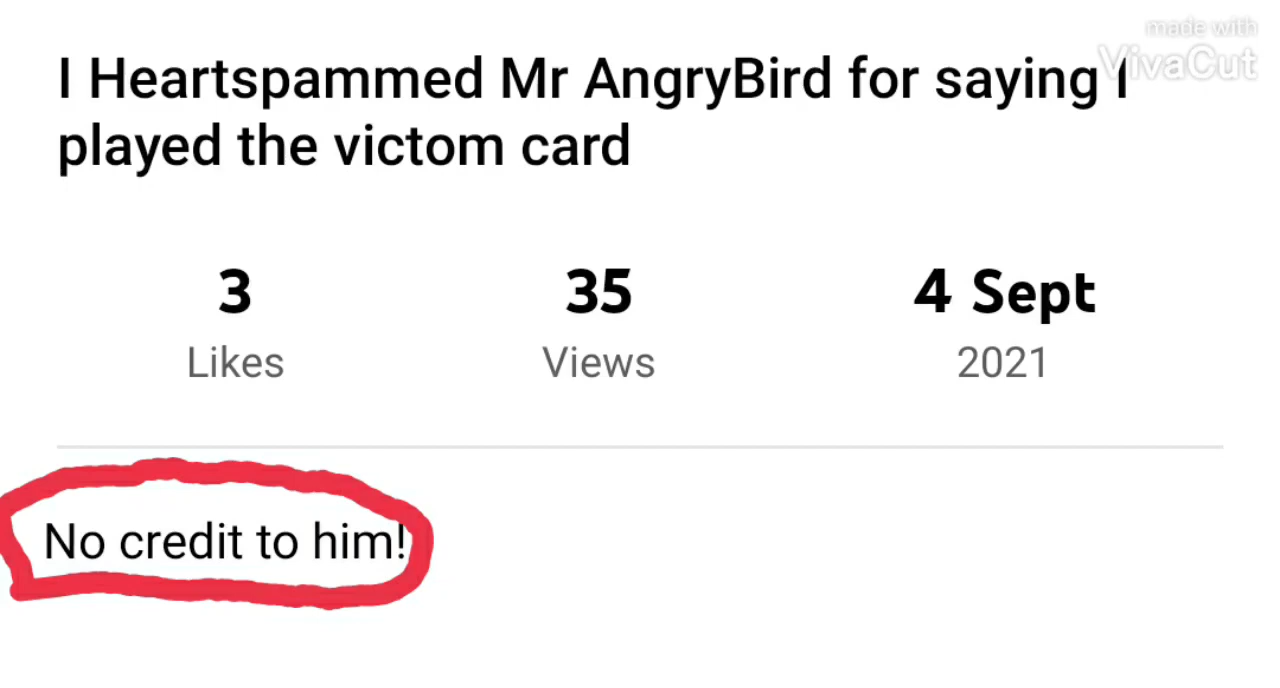 made with
VivaCut
I Heartspammed Mr AngryBird for saying I
played the victom card
3 35 4 Sept
Likes Views 2021
No credit to him!